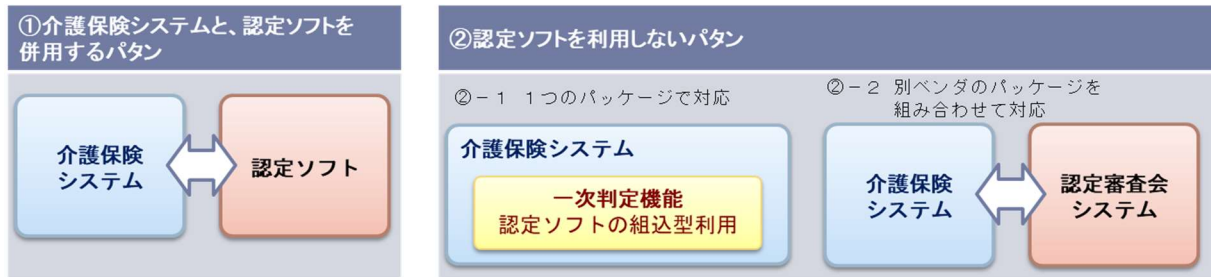 ①介護保険システムと、認定ソフトを
併用するパタン
介護保険
システム
認定ソフト
②認定ソフトを利用しないパタン
②-1 1つのパッケージで対応
介護保険システム
一次判定機能
認定ソフトの組込型利用
②-2 別ベンダのパッケージを
組み合わせて対応
介護保険
システム
認定審査会
システム